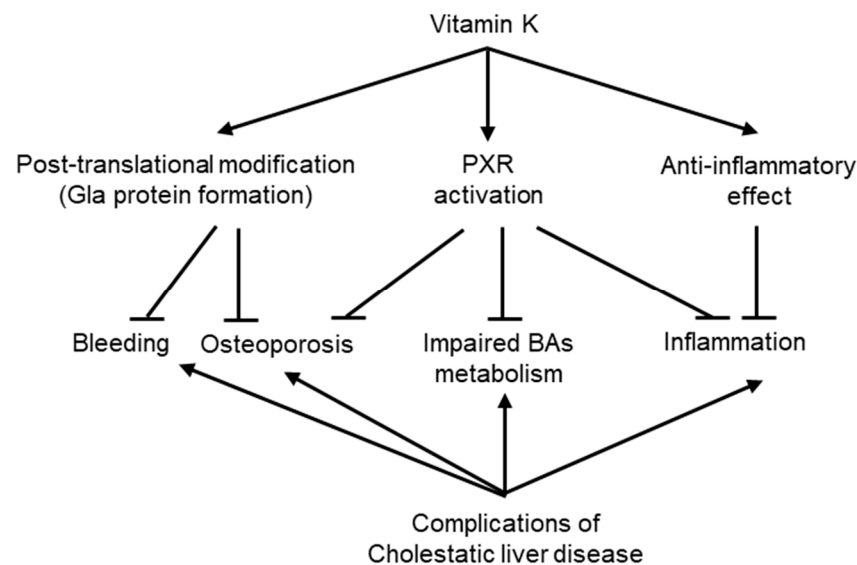 Vitamin K
Post-translational modification
(Gla protein formation)
PXR
activation
Anti-inflammatory
effect
Bleeding
Osteoporosis
Impaired BAs
metabolism
Inflammation
Complications of
Cholestatic liver disease